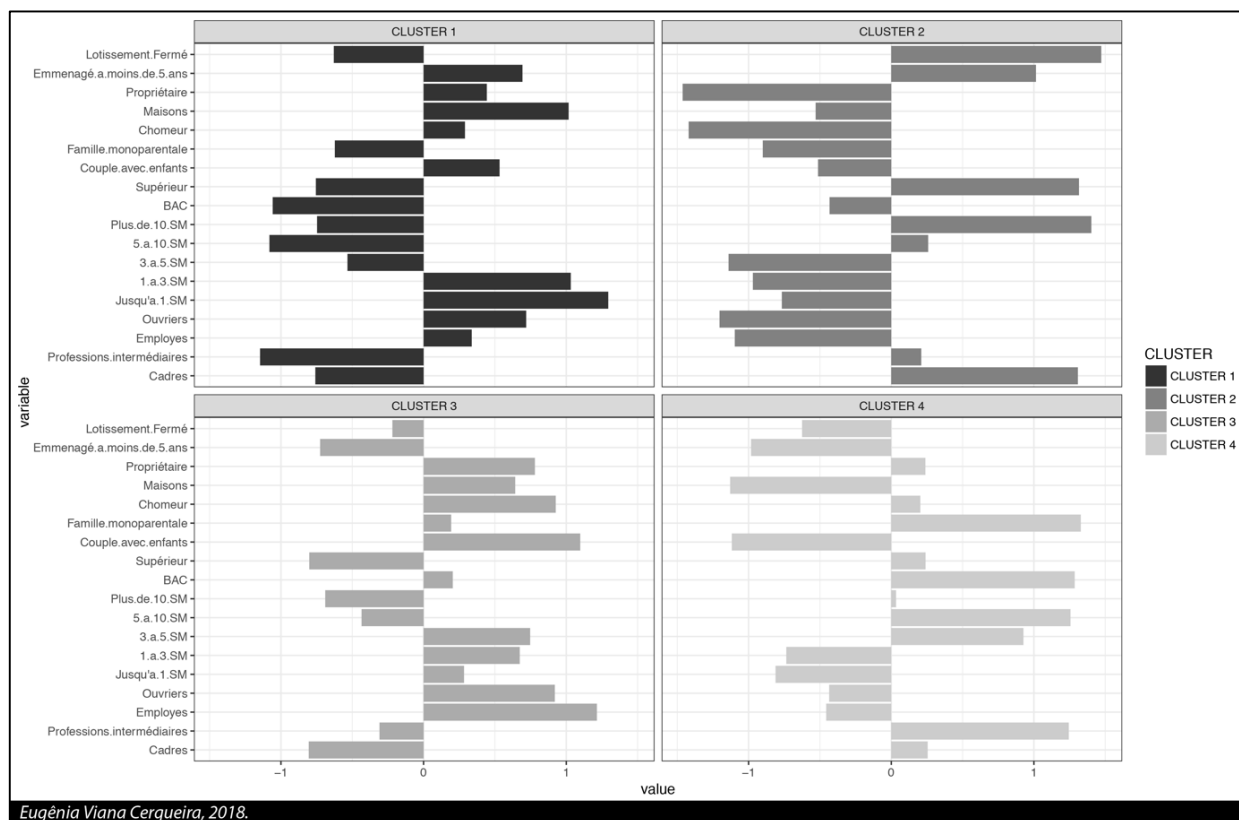 CLUSTER 1
CLUSTER 2
Lotissement.Fermé
Emmenagé.a.moins.de.5.ans
Propriétaire
Maisons
Chomeur
Famille.monoparentale
Couple.avec.enfants
Supérieur
BAC
Plus.de.10.SM
5.a.10.SM
3.a.5.SM
1.a.3.SM
Jusqu'a.1.SM
Ouvriers
Employes
Professions.intermédiaires
Cadres
variable
CLUSTER
CLUSTER 1
CLUSTER 2
CLUSTER 3
CLUSTER 4
CLUSTER 3
CLUSTER 4
Lotissement.Fermé
Emmenagé.a.moins.de.5.ans
Propriétaire
Maisons
Chomeur
Famille.monoparentale
Couple.avec.enfants
Supérieur
BAC
Plus.de.10.SM
5.a.10.SM
3.a.5.SM
1.a.3.SM
Jusqu'a.1.SM
Ouvriers
Employes
Professions.intermédiaires
Cadres
−1 0 1 −1 0 1
value
Eugênia Viana Cerqueira, 2018.